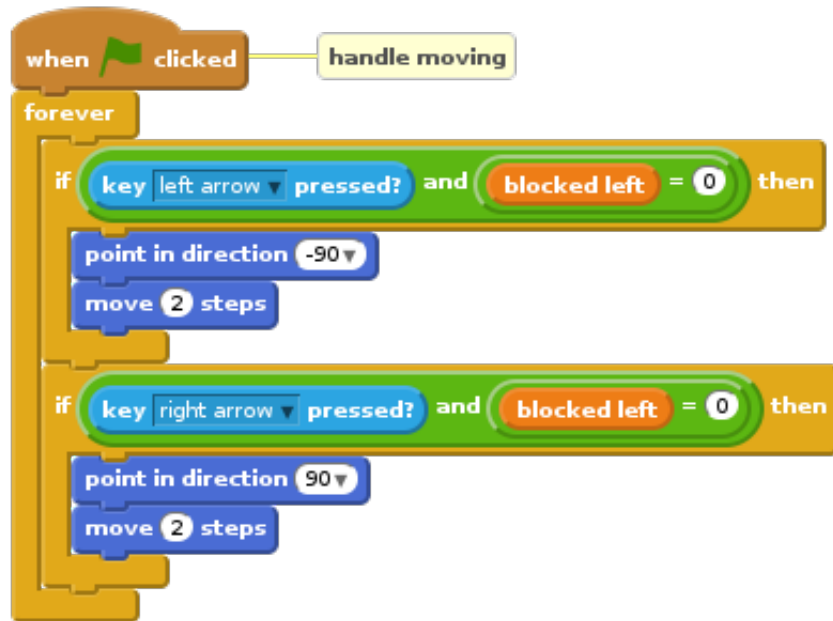 when clicked handle moving
forever
if key left arrow pressed? and blocked left = 0 then
point in direction -90
move 2 steps
if key right arrow pressed? and blocked left = 0 then
point in direction 90
move 2 steps